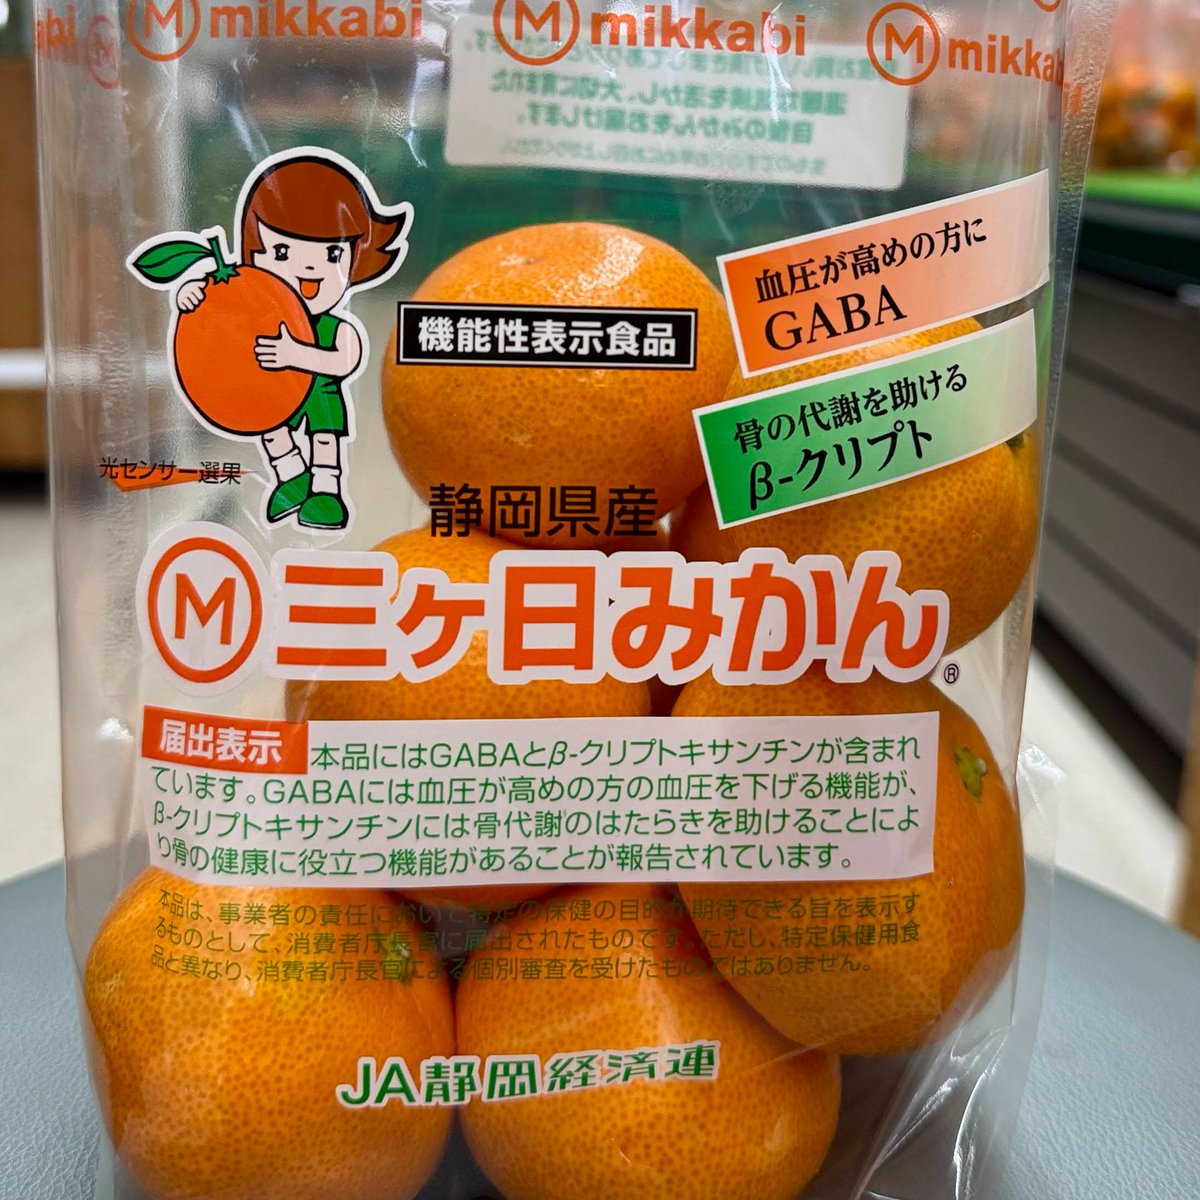 mikkabi
mikkabi
mikka
血圧が高めの方に
GABA
機能性表示食品
骨の代謝を助ける
β-クリプト
光センサー選果
静岡県産
M 三ヶ日みかん®
届出表示 本品にはGABAとβ-クリプトキサンチンが含まれ
ています。GABAには血圧が高めの方の血圧を下げる機能が、
β-クリプトキサンチンには骨代謝のはたらきを助けることによ
り骨の健康に役立つ機能があることが報告されています。
本品は、事業者の責任において特定の保健の目的が期待できる旨を表示す
るものとして、消費者庁長官に届出されたものです。ただし、特定保健用食
品と異なり、消費者庁長官による個別審査を受けたものではありません。
JA静岡経済連